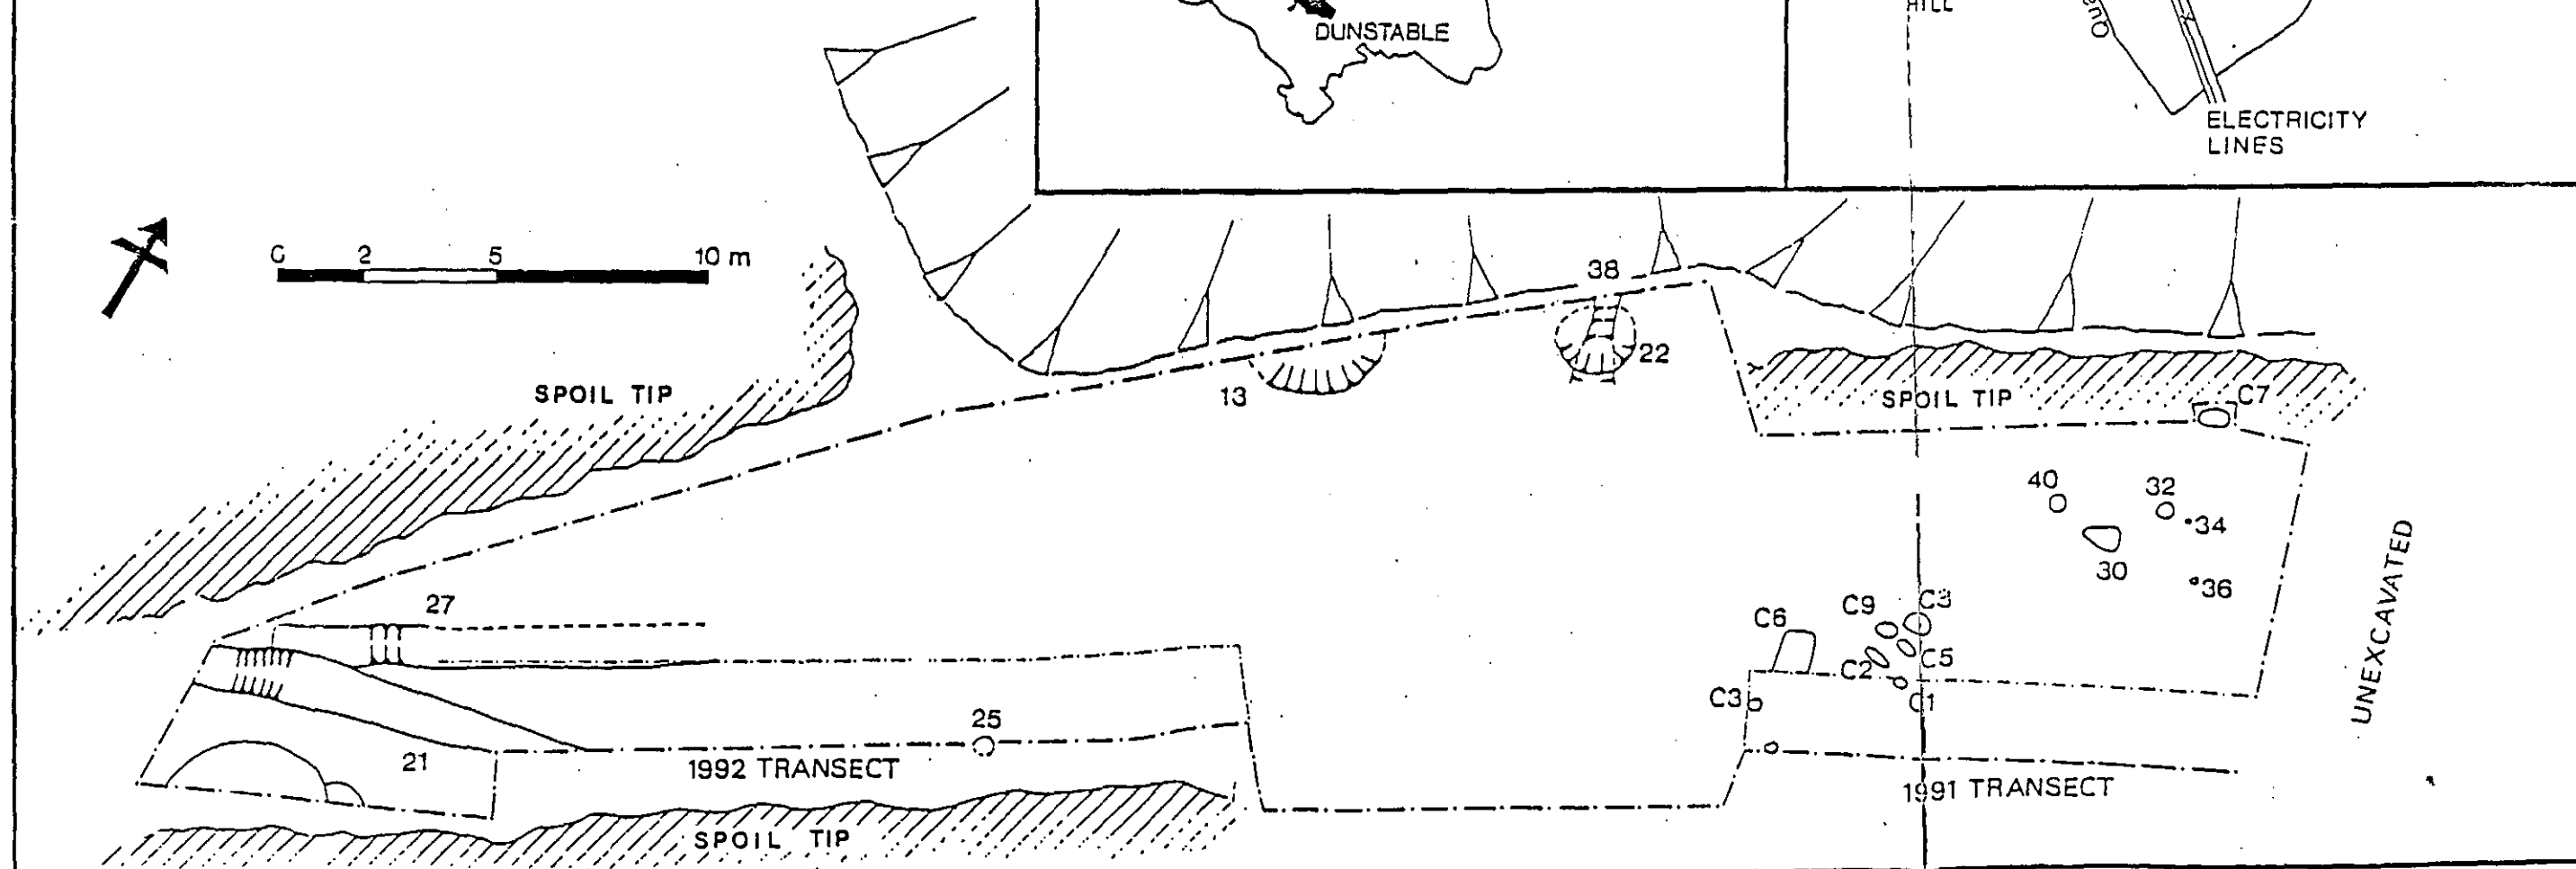 DUNSTABLE
HILL
ELECTRICITY
LINES
0 2 5 10 m
38
22
13
SPOIL TIP
SPOIL TIP
C7
40
32
34
30
36
UNEXCAVATED
27
C9
C3
C6
C5
C2
C3
C1
25
21
1992 TRANSECT
1991 TRANSECT
SPOIL TIP